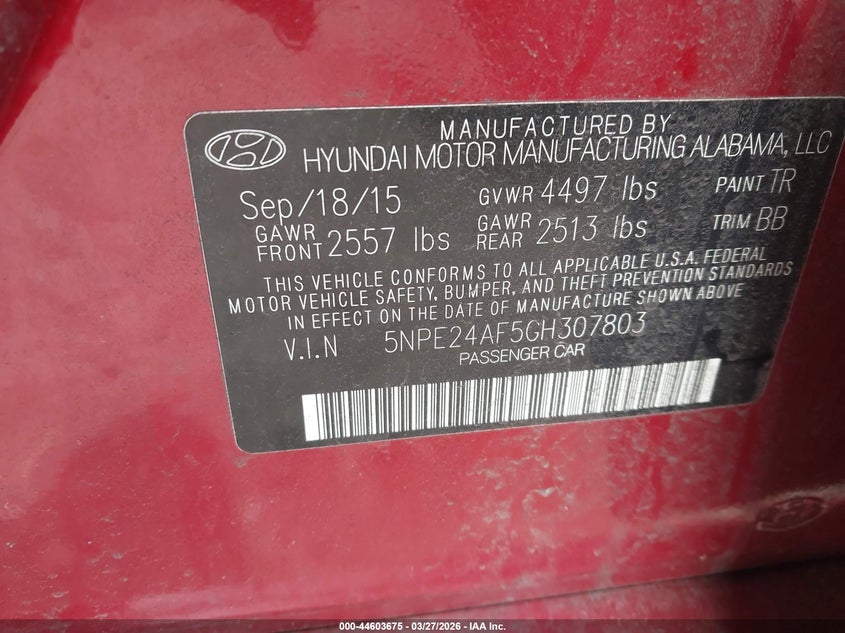 MANUFACTURED BY
HYUNDAI MOTOR MANUFACTURING ALABAMA, LLC
Sep/18/15 GVWR 4497 lbs PAINT TR
GAWR FRONT 2557 lbs GAWR REAR 2513 lbs TRIM BB
THIS VEHICLE CONFORMS TO ALL APPLICABLE U.S.A. FEDERAL
MOTOR VEHICLE SAFETY, BUMPER, AND THEFT PREVENTION STANDARDS
IN EFFECT ON THE DATE OF MANUFACTURE SHOWN ABOVE
V.I.N 5NPE24AF5GH307803
PASSENGER CAR
000-44603675 | 03/27/2026 - IAA Inc.